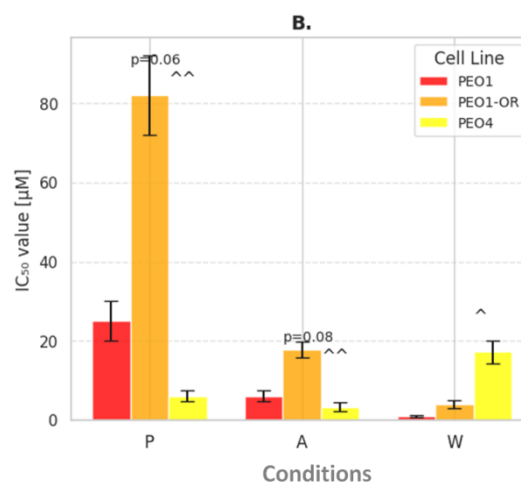 B.
Cell Line
PEO1
PEO1-OR
PEO4
p=0.06
^^
80
60
40
20
0
IC₅₀ value [μM]
p=0.08
^^
^
P A W
Conditions